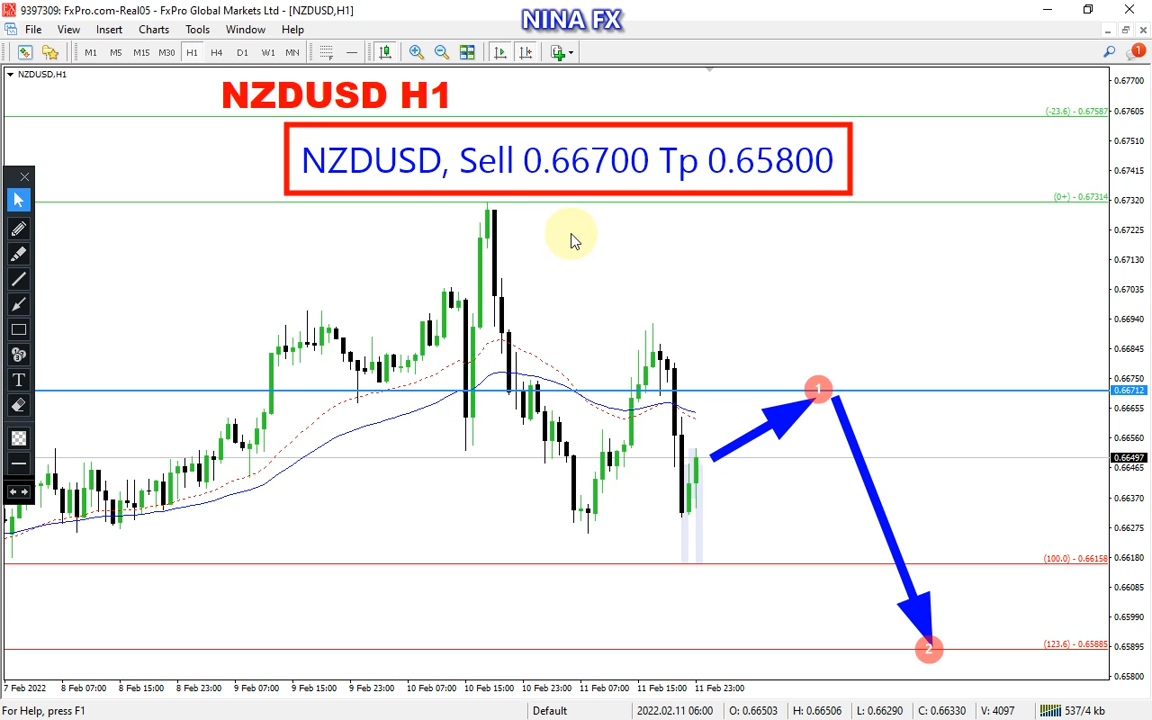 9397309: FxPro.com-Real05 - FxPro Global Markets Ltd - [NZDUSD,H1]
NINA FX
File View Insert Charts Tools Window Help
M1 M5 M15 M30 H1 H4 D1 W1 MN
1
NZDUSD,H1
NZDUSD H1
NZDUSD, Sell 0.66700 Tp 0.65800
0.67700
(-23.6) - 0.67587
0.67605
0.67510
0.67415
(0+) - 0.67314
0.67320
0.67225
0.67130
0.67035
0.66940
0.66845
0.66750
1
0.66712
0.66655
0.66560
0.66497
0.66465
0.66370
0.66275
(100.0) - 0.66158
0.66180
0.66085
0.65990
(123.6) - 0.65885
0.65895
2
0.65800
T
7 Feb 2022 8 Feb 07:00 8 Feb 15:00 8 Feb 23:00 9 Feb 07:00 9 Feb 15:00 9 Feb 23:00 10 Feb 07:00 10 Feb 15:00 10 Feb 23:00 11 Feb 07:00 11 Feb 15:00 11 Feb 23:00
For Help, press F1 Default 2022.02.11 06:00 O: 0.66503 H: 0.66506 L: 0.66290 C: 0.66330 V: 4097 537/4 kb